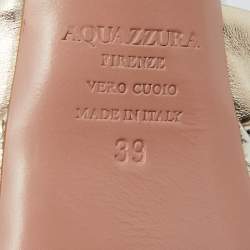 AQUAZZURA
FIRENZE
VERO CUOIO
MADE IN ITALY
39